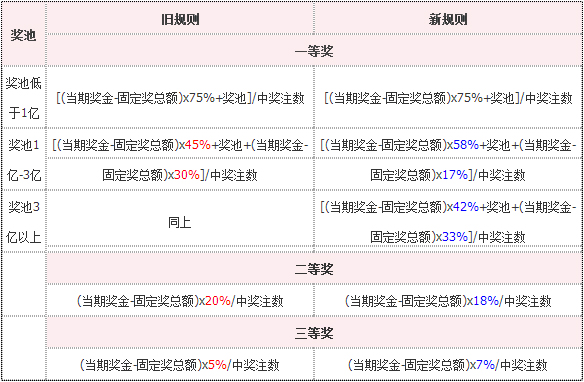 奖池
旧规则
新规则
一等奖
奖池低
于1亿
[(当期奖金-固定奖总额)x75%+奖池]/中奖注数
[(当期奖金-固定奖总额)x75%+奖池]/中奖注数
奖池1
亿-3亿
[(当期奖金-固定奖总额)x45%+奖池+(当期奖金-
固定奖总额)x30%]/中奖注数
[(当期奖金-固定奖总额)x58%+奖池+(当期奖金-
固定奖总额)x17%]/中奖注数
奖池3
亿以上
同上
[(当期奖金-固定奖总额)x42%+奖池+(当期奖金-
固定奖总额)x33%]/中奖注数
二等奖
(当期奖金-固定奖总额)x20%/中奖注数
(当期奖金-固定奖总额)x18%/中奖注数
三等奖
(当期奖金-固定奖总额)x5%/中奖注数
(当期奖金-固定奖总额)x7%/中奖注数